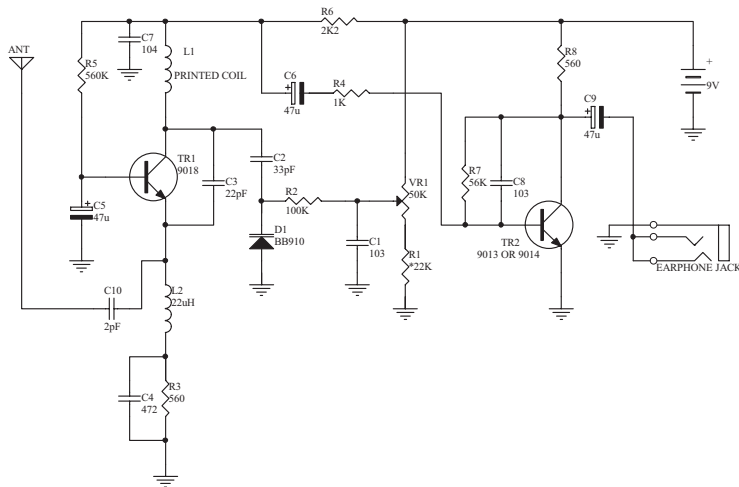 R6
2K2
C7
104
L1
PRINTED COIL
ANT
R5
560K
C6
+
47u
R4
1K
R8
560
+
9V
C9
+
47u
TR1
9018
C2
33pF
C3
22pF
R7
56K
C8
103
VR1
50K
R2
100K
C5
+
47u
D1
BB910
C1
103
R1
*22K
TR2
9013 OR 9014
EARPHONE JACK
C10
2pF
L2
22uH
C4
472
R3
560